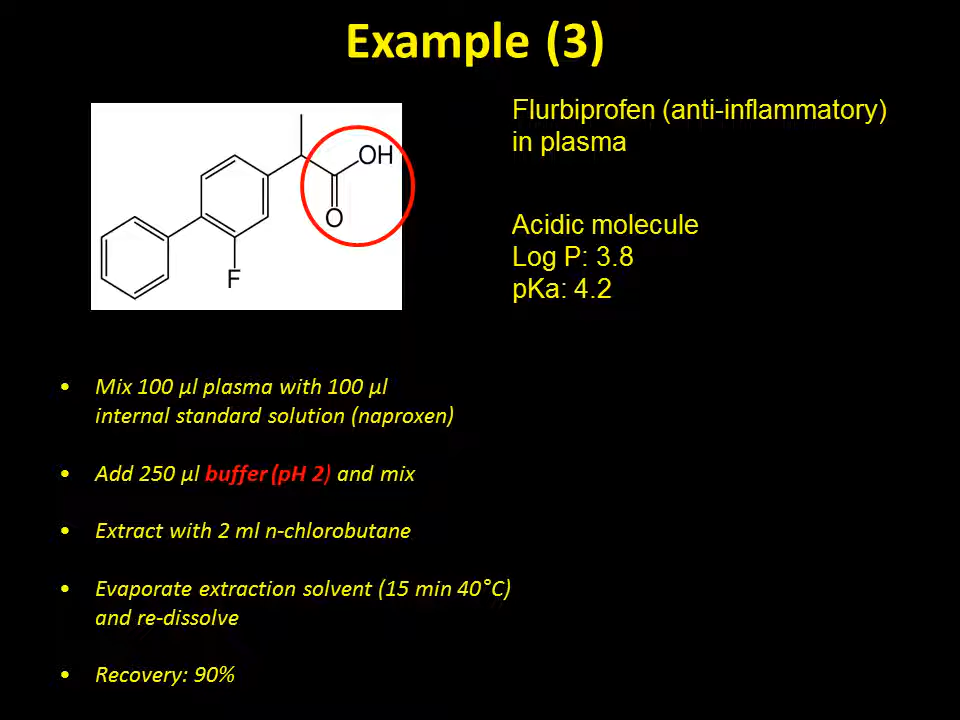 Example (3)
OH
O
F
Flurbiprofen (anti-inflammatory)
in plasma
Acidic molecule
Log P: 3.8
pKa: 4.2
• Mix 100 µl plasma with 100 µl
internal standard solution (naproxen)
• Add 250 µl buffer (pH 2) and mix
• Extract with 2 ml n-chlorobutane
• Evaporate extraction solvent (15 min 40°C)
and re-dissolve
• Recovery: 90%